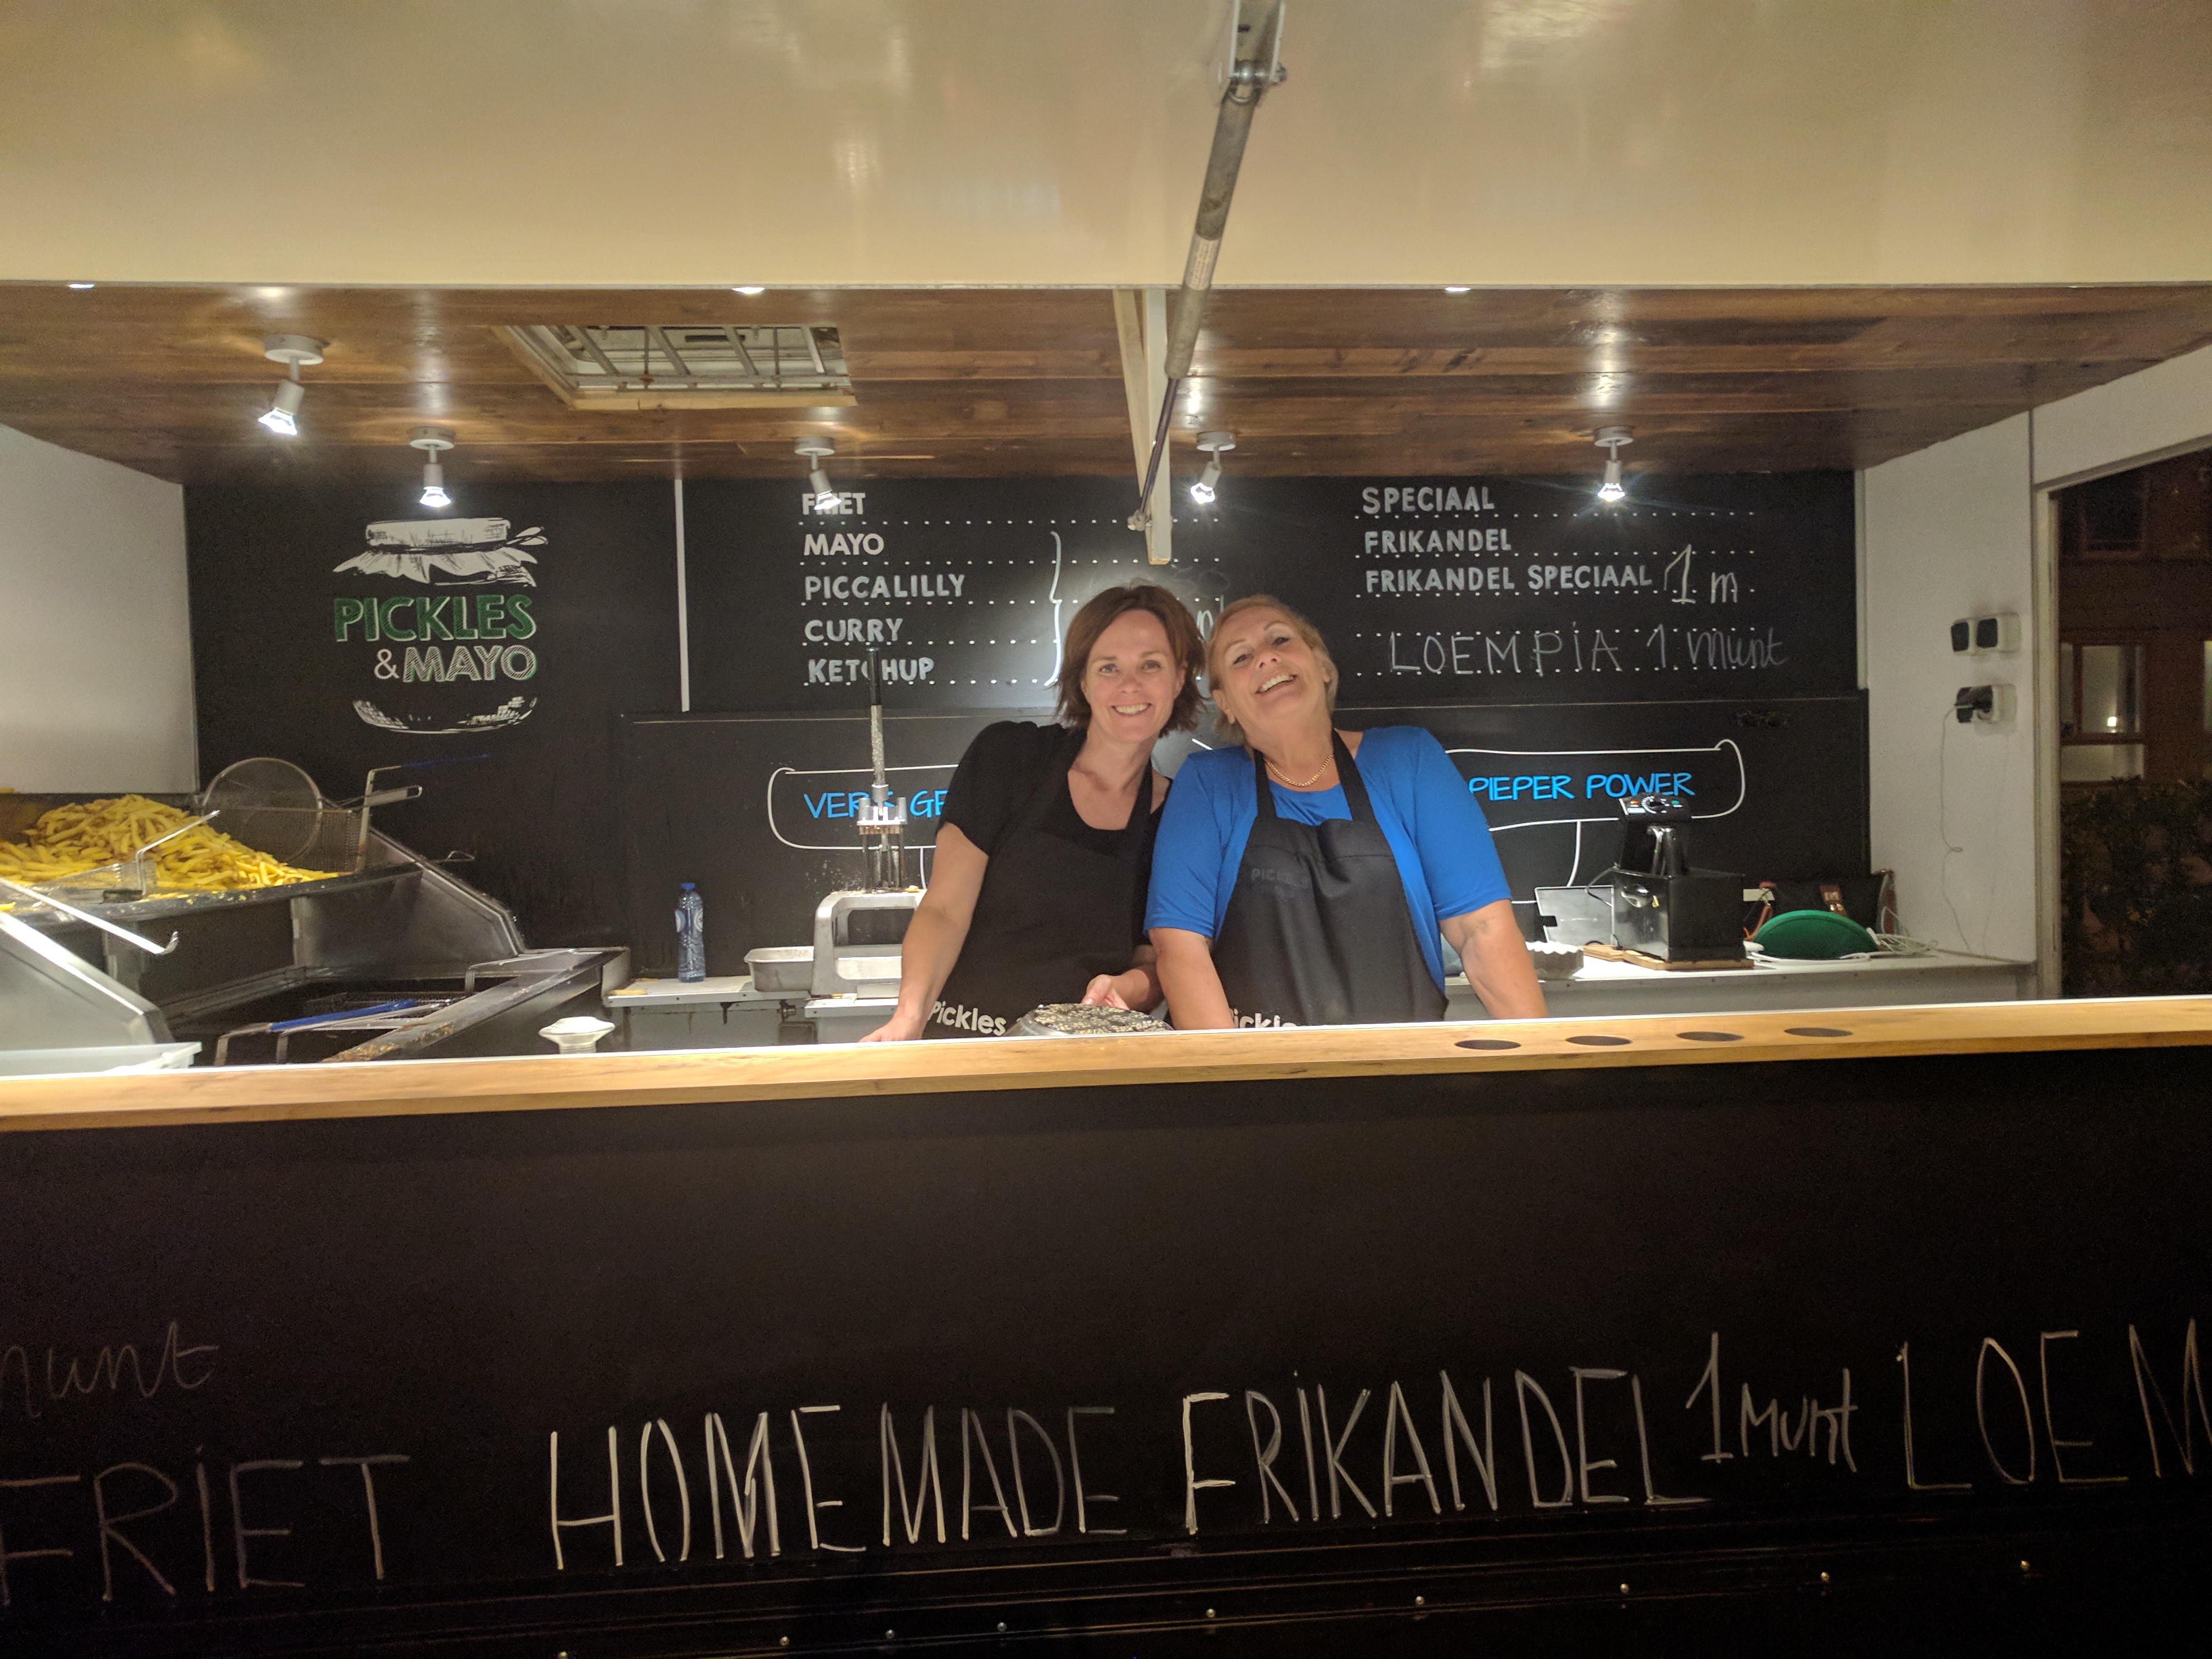 PICKLES
&MAYO
FRIET
MAYO
PICCALILLY
CURRY
KETCHUP
SPECIAAL
FRIKANDEL
FRIKANDEL SPECIAAL 1 m.
LOEMPIA 1 Munt
PIEPER POWER
Pickles
munt
FRIET
HOMEMADE FRIKANDEL 1 Munt LOEM